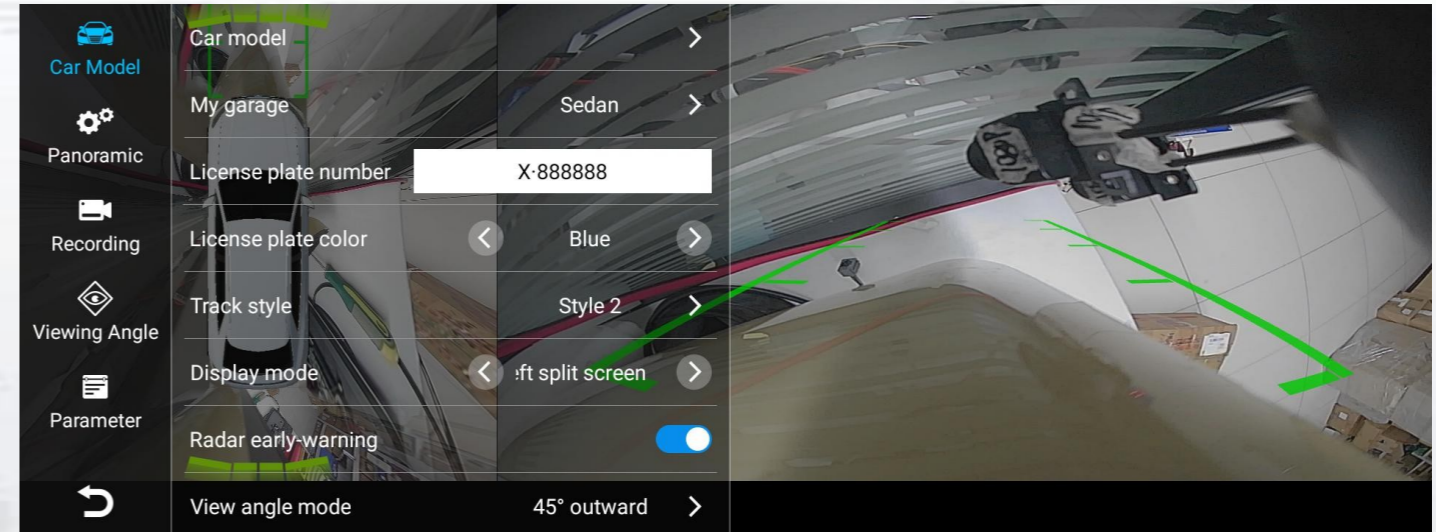 Car Model
Panoramic
Recording
Viewing Angle
Parameter
Car model
My garage Sedan
License plate number X·888888
License plate color Blue
Track style Style 2
Display mode eft split screen
Radar early-warning
View angle mode 45° outward